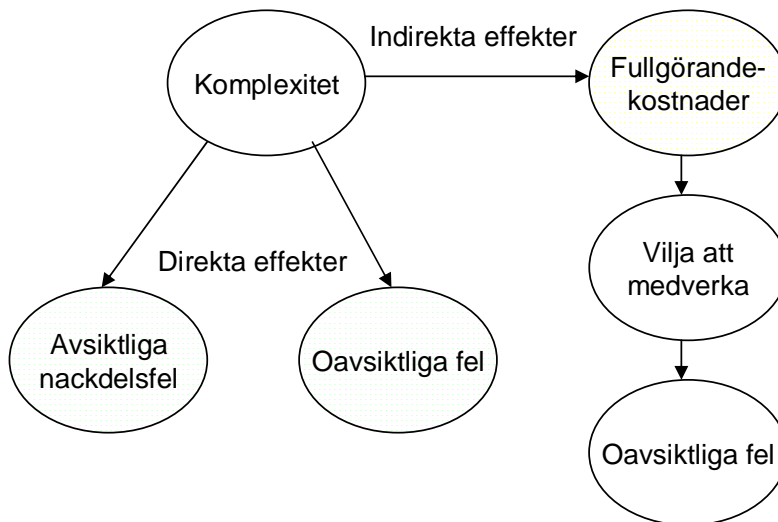 Indirekta effekter
Komplexitet
Fullgörande-
kostnader
Vilja att
medverka
Direkta effekter
Avsiktliga
nackdelsfel
Oavsiktliga fel
Oavsiktliga fel